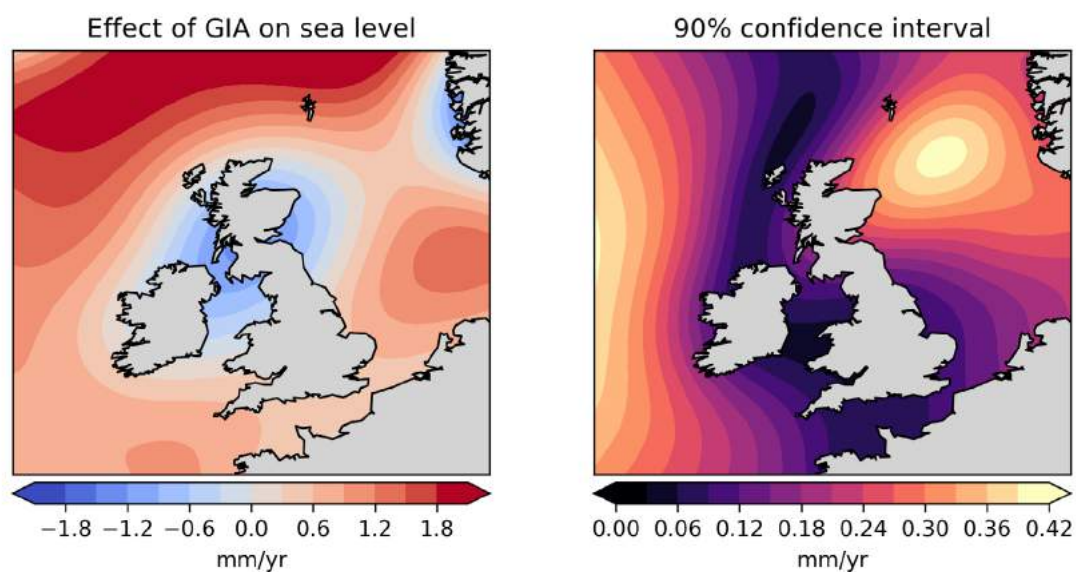 Effect of GIA on sea level
90% confidence interval
−1.8 −1.2 −0.6 0.0 0.6 1.2 1.8
mm/yr
0.00 0.06 0.12 0.18 0.24 0.30 0.36 0.42
mm/yr